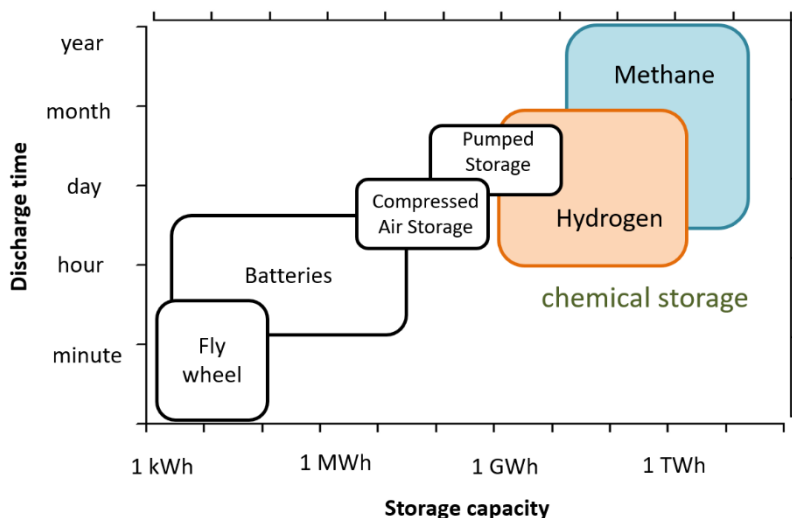 year
Methane
month
Pumped
Storage
day
Compressed
Air Storage
Hydrogen
hour
Batteries
chemical storage
minute
Fly
wheel
Discharge time
1 kWh
1 MWh
1 GWh
1 TWh
Storage capacity